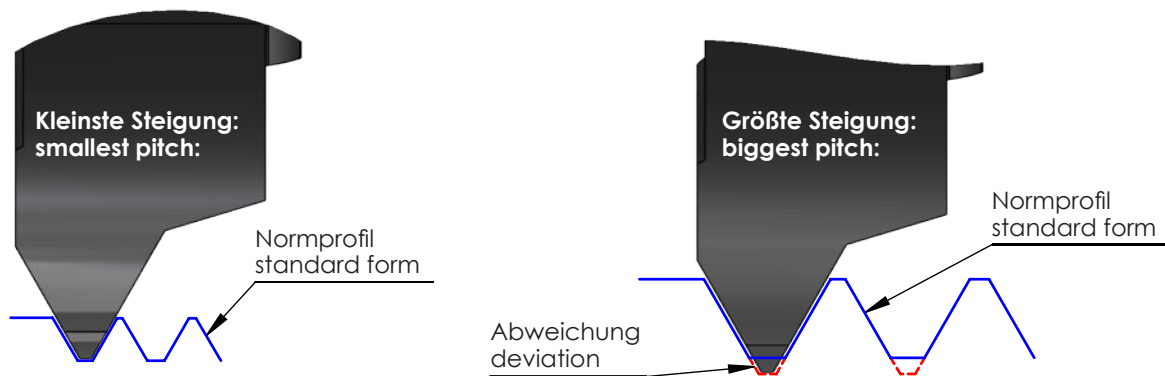 Kleinste Steigung:
smallest pitch:
Normprofil
standard form
Größte Steigung:
biggest pitch:
Normprofil
standard form
Abweichung
deviation